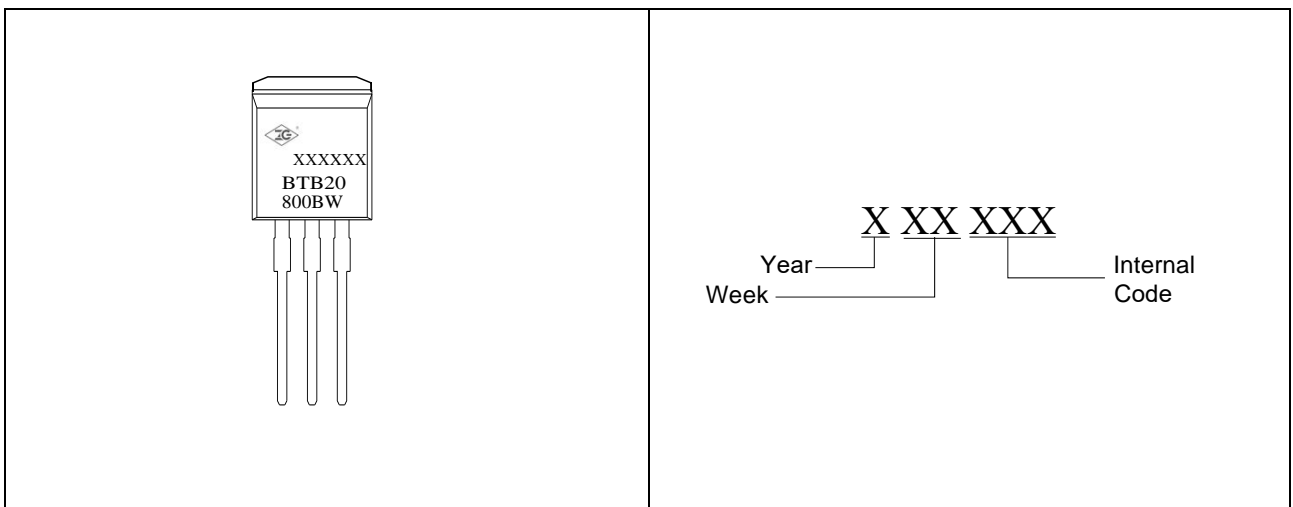 XXXXXX
BTB20
800BW
X XX XXX
Year
Week
Internal
Code